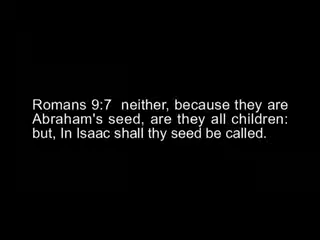 Romans 9:7  neither, because they are
Abraham's seed, are they all children:
but, In Isaac shall thy seed be called.